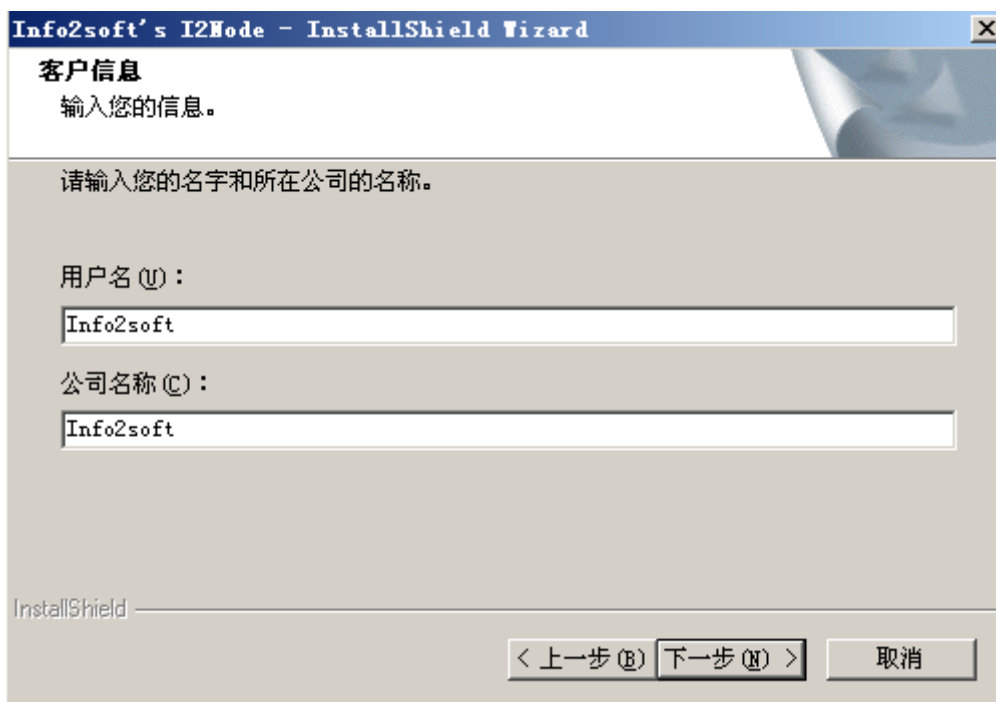 Info2soft's I2Node - InstallShield Wizard
客户信息
输入您的信息。
请输入您的名字和所在公司的名称。
用户名(U)：
Info2soft
公司名称(C)：
Info2soft
InstallShield
< 上一步(B) 下一步(N) > 取消